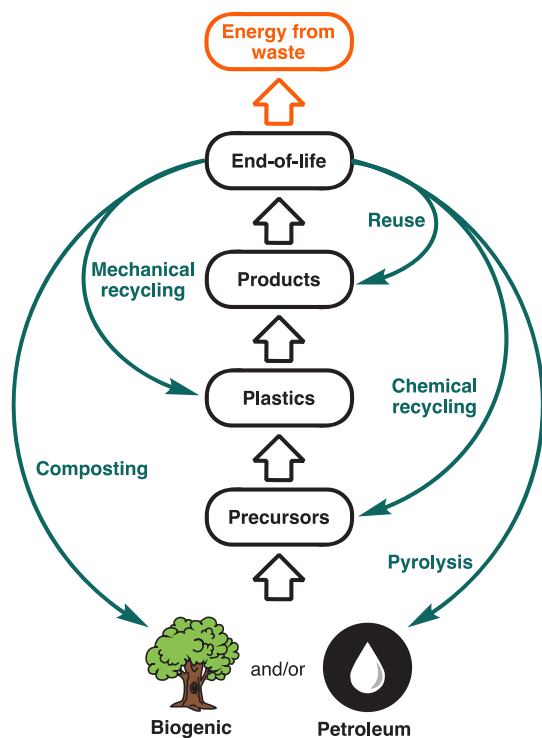 Energy from
waste
End-of-life
Reuse
Mechanical
recycling
Products
Plastics
Chemical
recycling
Composting
Precursors
Pyrolysis
and/or
Biogenic
Petroleum